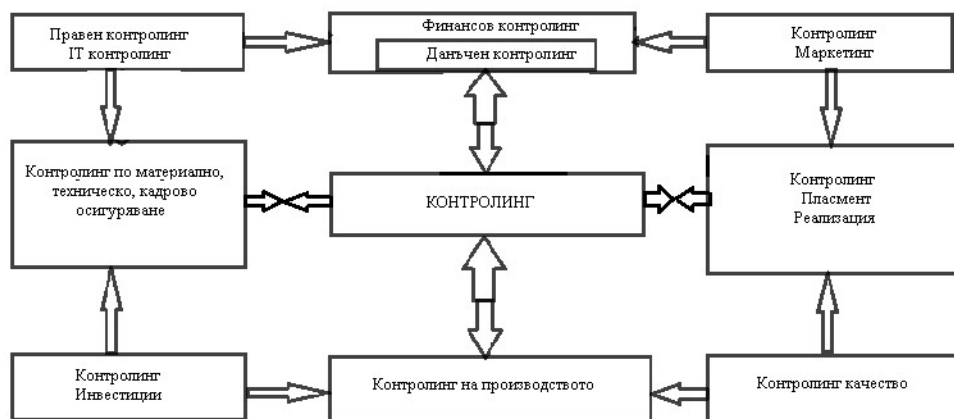 Правен контролинг
IT контролинг
Финансов контролинг
Данъчен контролинг
Контролинг
Маркетинг
Контролинг по материално,
техническо, кадрово
осигуряване
КОНТРОЛИНГ
Контролинг
Пласмент
Реализация
Контролинг
Инвестиции
Контролинг на производството
Контролинг качество